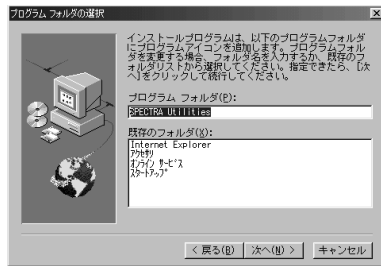 プログラム フォルダの選択
インストールプログラムは、以下のプログラムフォルダ
にプログラムアイコンを追加します。プログラムフォル
ダを変更する場合、フォルダ名を入力するか、既存のフ
ォルダリストから選択してください。指定できたら、[次
へ]をクリックして続行してください。
プログラム フォルダ(P):
SPECTRA Utilities
既存のフォルダ(X):
Internet Explorer
アクセサリ
オンライン サービス
スタートアップ
< 戻る(B)
次へ(N) >
キャンセル